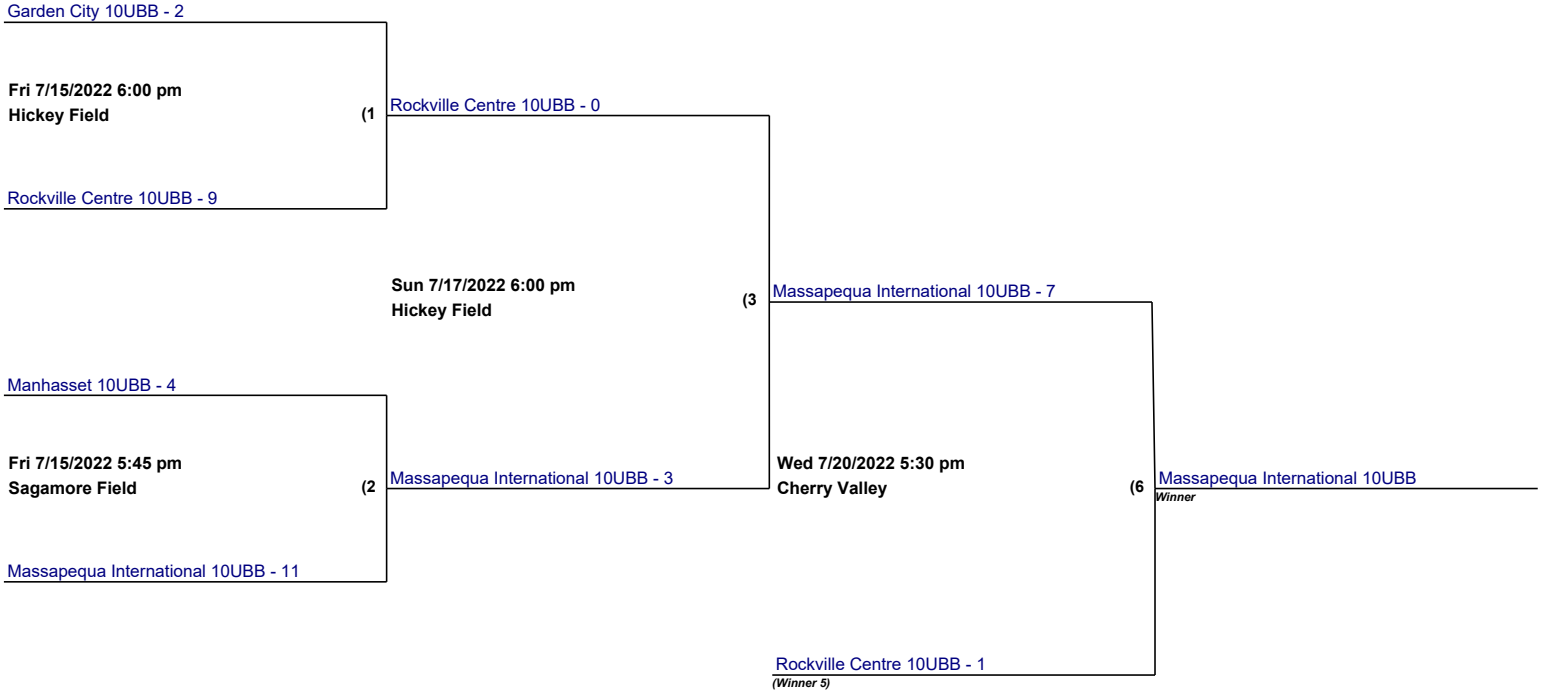 Garden City 10UBB - 2
Fri 7/15/2022 6:00 pm
Hickey Field
(1
Rockville Centre 10UBB - 0
Rockville Centre 10UBB - 9
Sun 7/17/2022 6:00 pm
Hickey Field
(3
Massapequa International 10UBB - 7
Manhasset 10UBB - 4
Fri 7/15/2022 5:45 pm
Sagamore Field
(2
Massapequa International 10UBB - 3
Wed 7/20/2022 5:30 pm
Cherry Valley
(6
Massapequa International 10UBB
Winner
Massapequa International 10UBB - 11
Rockville Centre 10UBB - 1
(Winner 5)